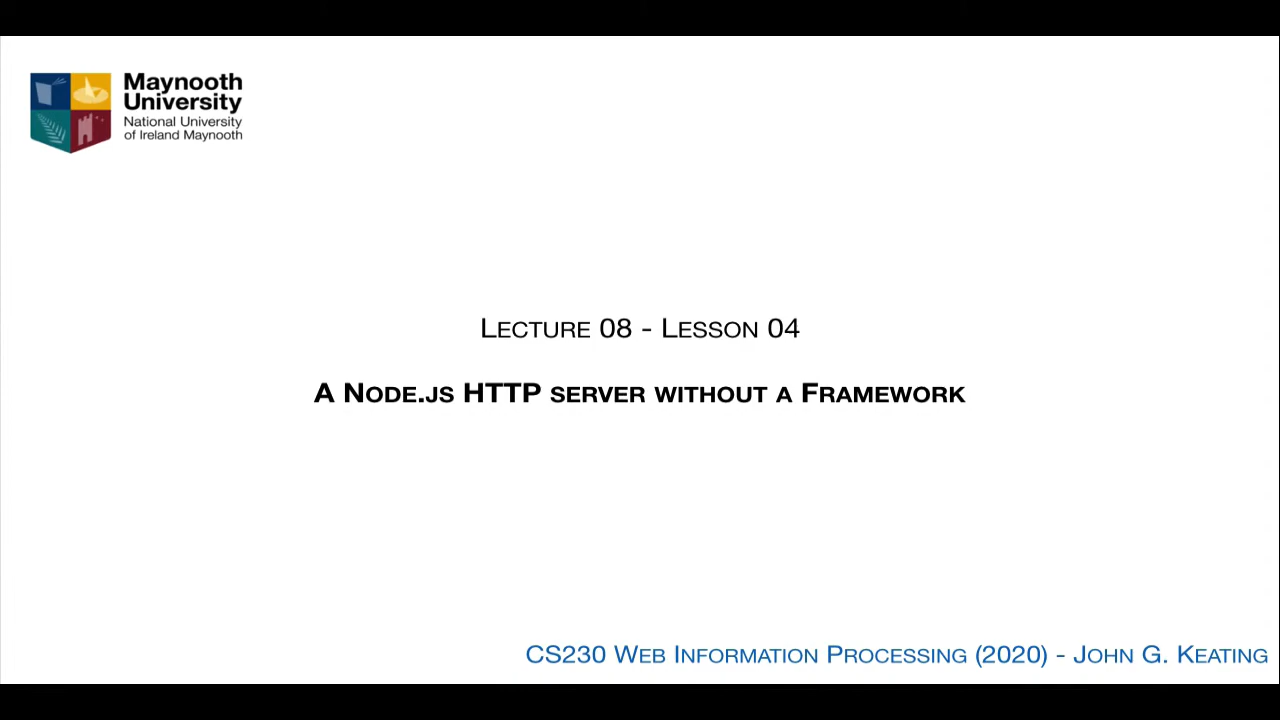 Maynooth
University
National University
of Ireland Maynooth
LECTURE 08 - LESSON 04
A NODE.JS HTTP SERVER WITHOUT A FRAMEWORK
CS230 WEB INFORMATION PROCESSING (2020) - JOHN G. KEATING